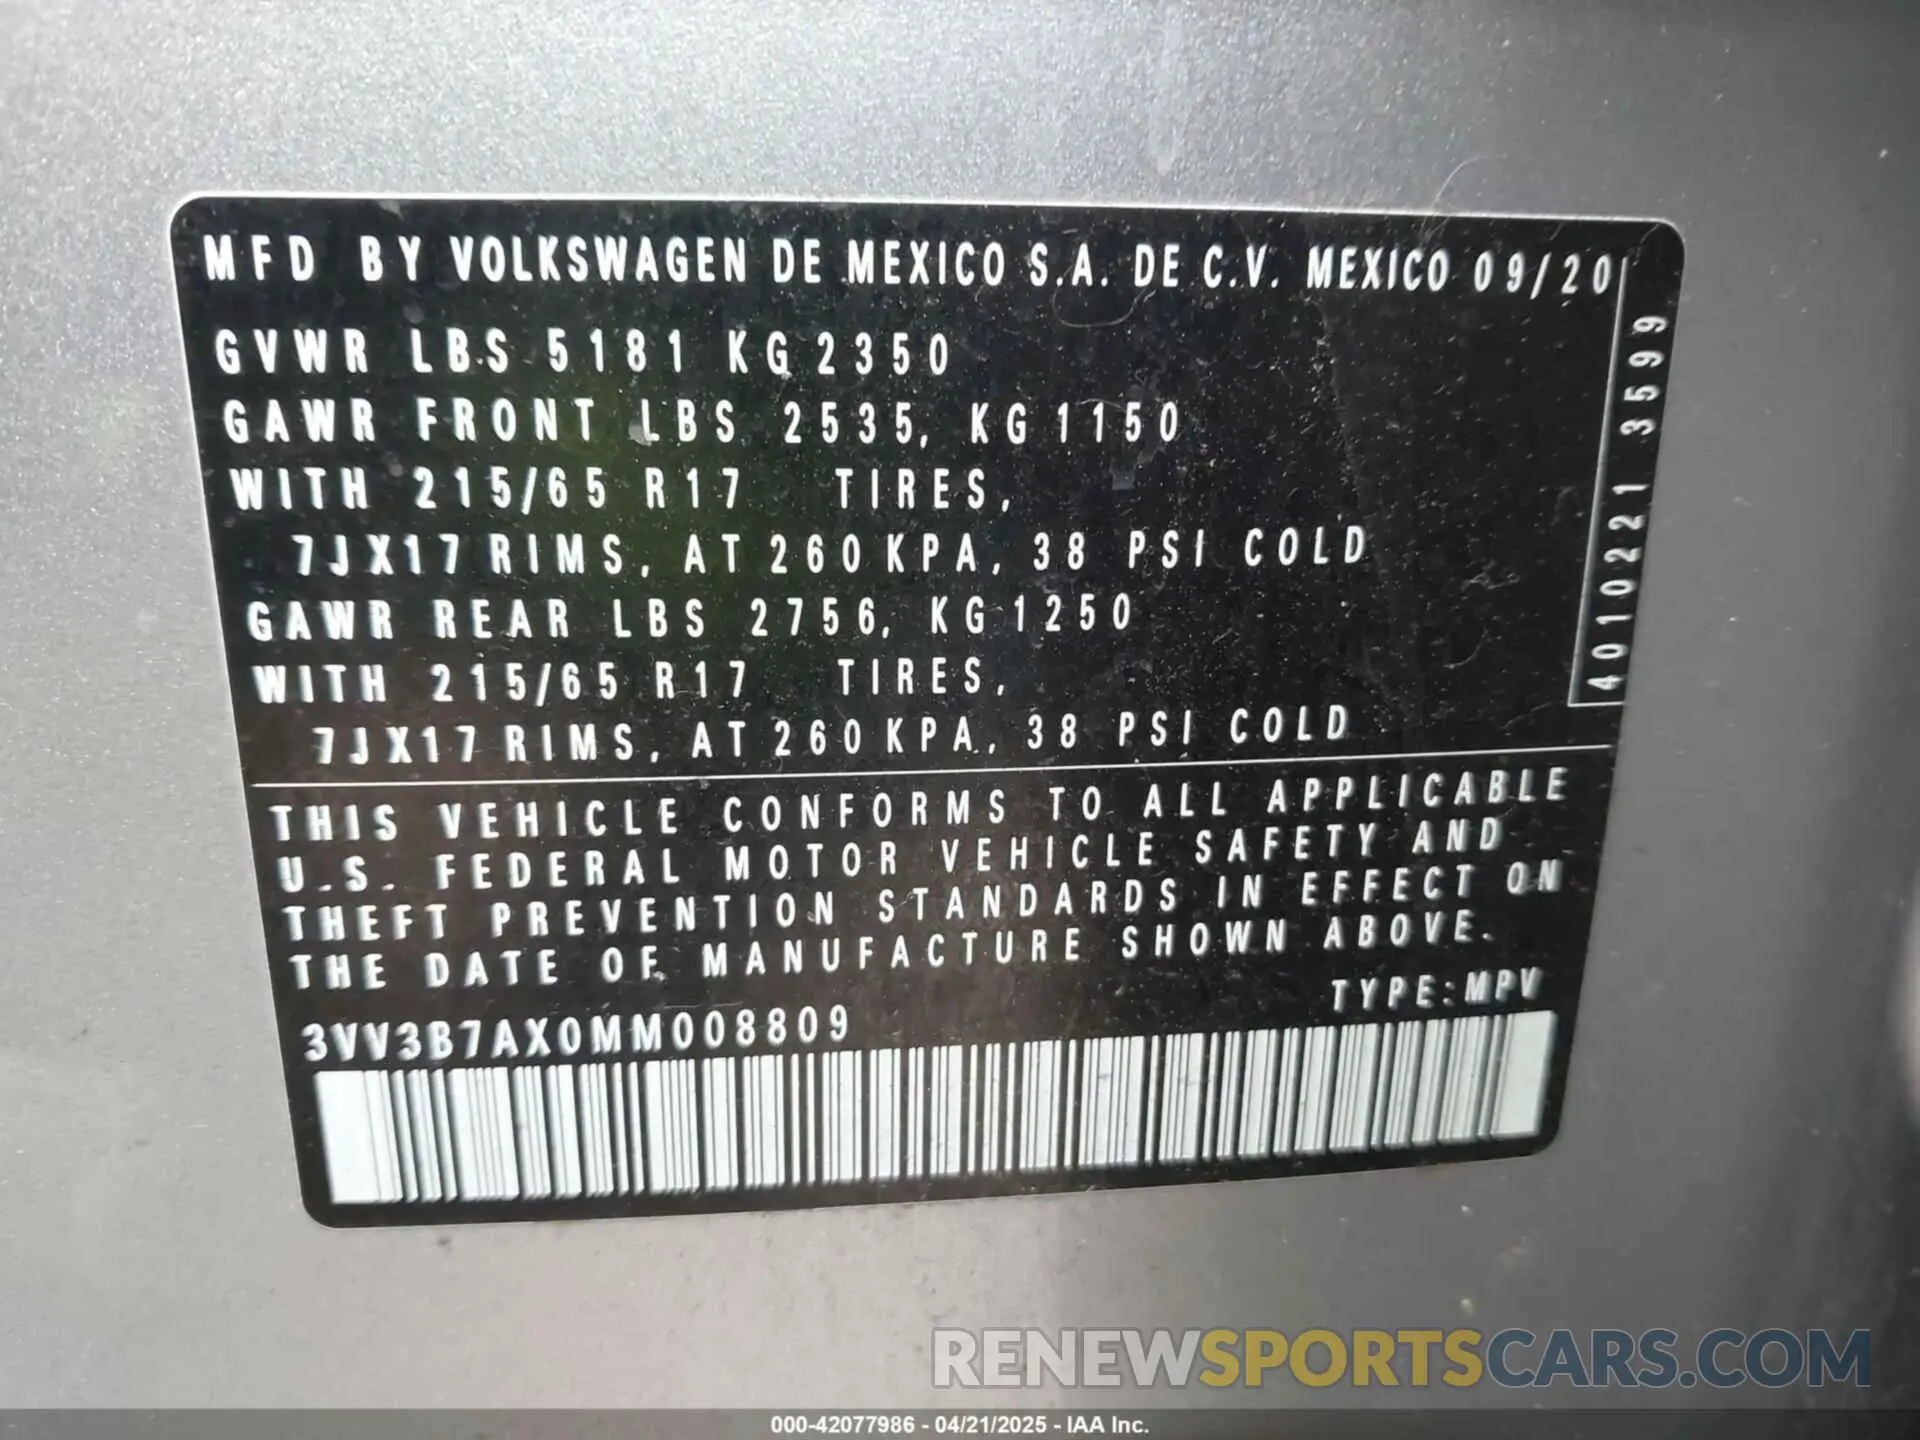 MFD BY VOLKSWAGEN DE MEXICO S.A. DE C.V. MEXICO 09/20
GVWR LBS 5181 KG 2350
GAWR FRONT LBS 2535, KG 1150
WITH 215/65 R17 TIRES,
7JX17 RIMS, AT 260 KPA, 38 PSI COLD
GAWR REAR LBS 2756, KG 1250
WITH 215/65 R17 TIRES,
7JX17 RIMS, AT 260 KPA, 38 PSI COLD
4010221 3599
THIS VEHICLE CONFORMS TO ALL APPLICABLE
U.S. FEDERAL MOTOR VEHICLE SAFETY AND
THEFT PREVENTION STANDARDS IN EFFECT ON
THE DATE OF MANUFACTURE SHOWN ABOVE.
TYPE:MPV
3VV3B7AX0MM008809
RENEWSPORTSCARS.COM
000-42077986 - 04/21/2025 - IAA Inc.